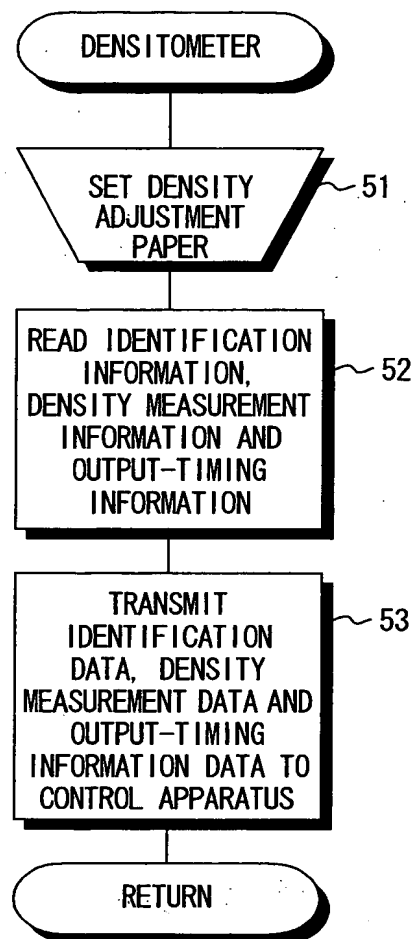 DENSITOMETER
SET DENSITY
ADJUSTMENT
PAPER
51
READ IDENTIFICATION
INFORMATION,
DENSITY MEASUREMENT
INFORMATION AND
OUTPUT-TIMING
INFORMATION
52
TRANSMIT
IDENTIFICATION
DATA, DENSITY
MEASUREMENT DATA AND
OUTPUT-TIMING
INFORMATION DATA TO
CONTROL APPARATUS
53
RETURN